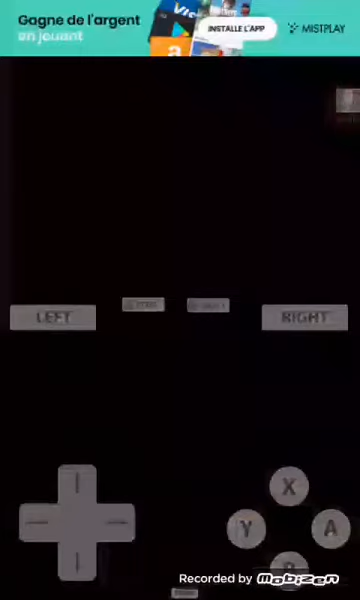 Gagne de l'argent
en jouant
INSTALLE L'APP
MISTPLAY
LEFT
RIGHT
X
Y
A
B
Recorded by Mobizen